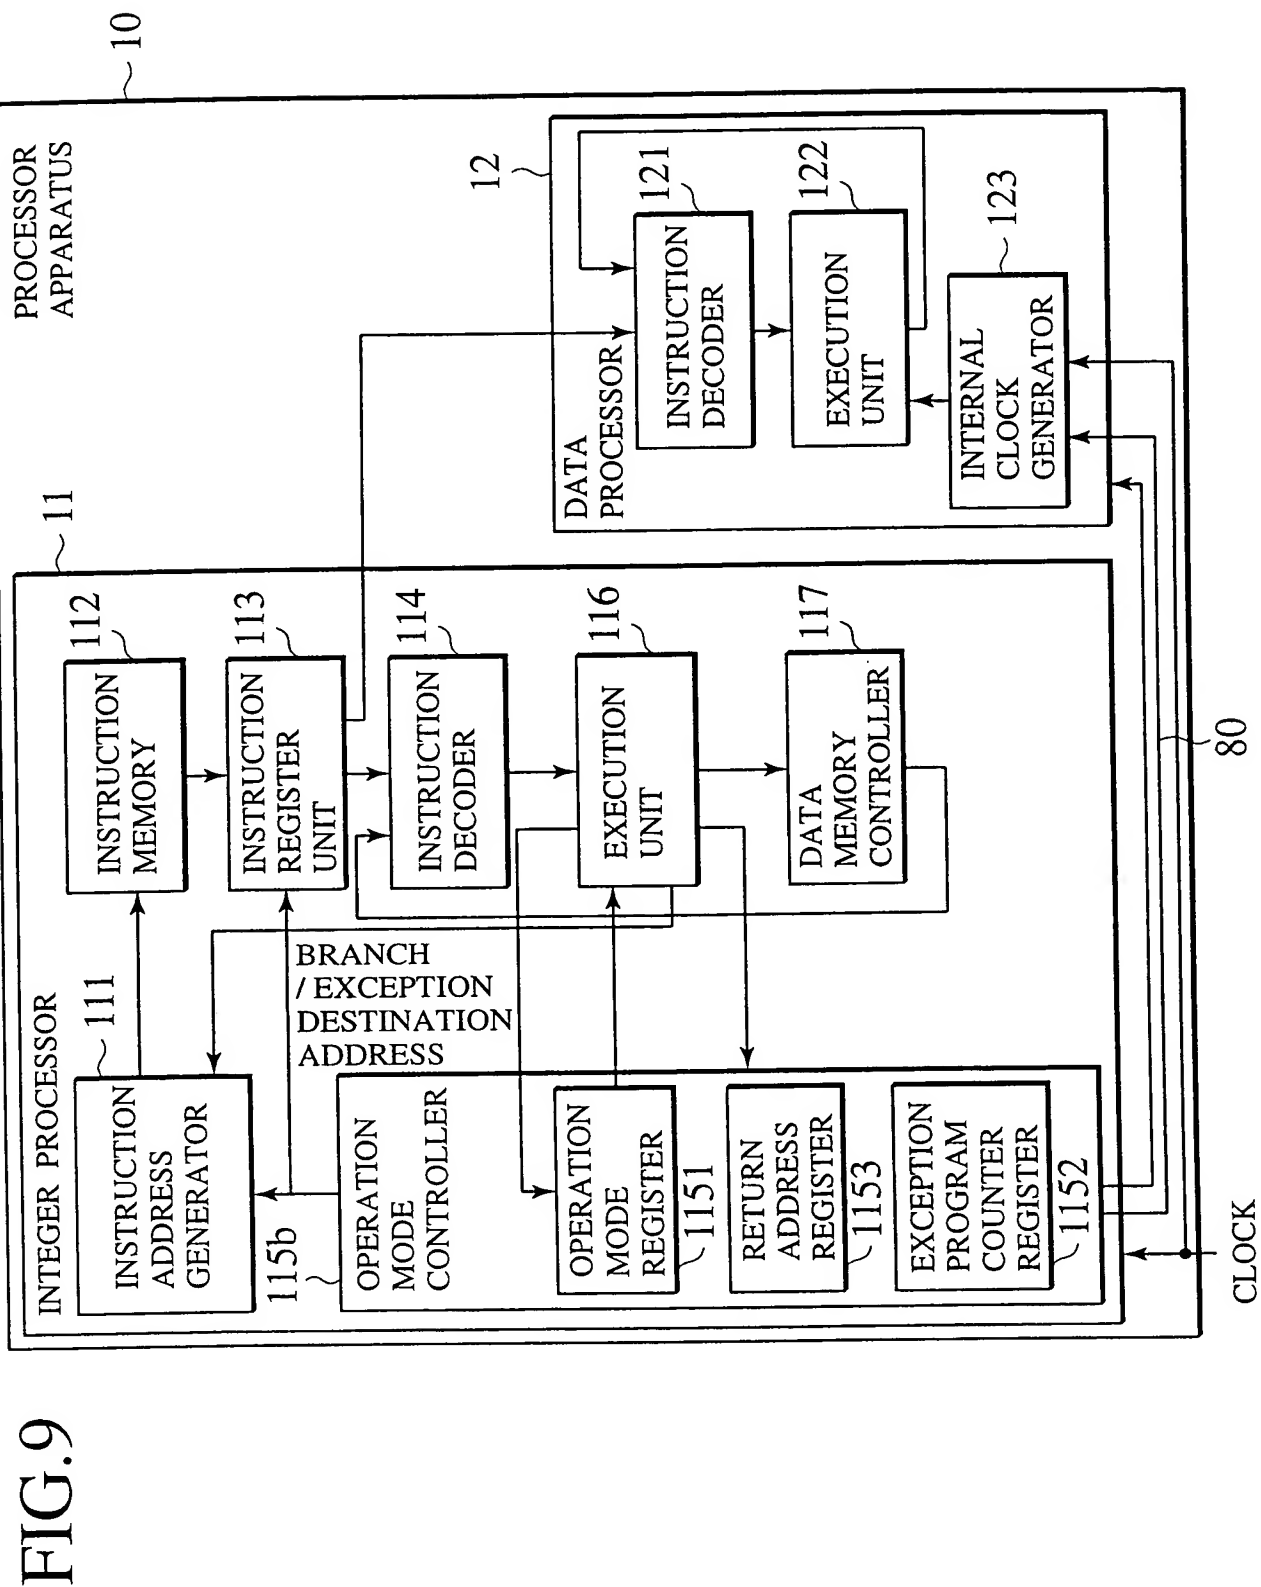 FIG.9
PROCESSOR
APPARATUS
10
INTEGER PROCESSOR
11
INSTRUCTION
ADDRESS
GENERATOR
111
INSTRUCTION
MEMORY
112
INSTRUCTION
REGISTER
UNIT
113
INSTRUCTION
DECODER
114
BRANCH
/ EXCEPTION
DESTINATION
ADDRESS
115b
OPERATION
MODE
CONTROLLER
OPERATION
MODE
REGISTER
1151
RETURN
ADDRESS
REGISTER
1153
EXCEPTION
PROGRAM
COUNTER
REGISTER
1152
EXECUTION
UNIT
116
DATA
MEMORY
CONTROLLER
117
DATA
PROCESSOR
12
INSTRUCTION
DECODER
121
EXECUTION
UNIT
122
INTERNAL
CLOCK
GENERATOR
123
80
CLOCK